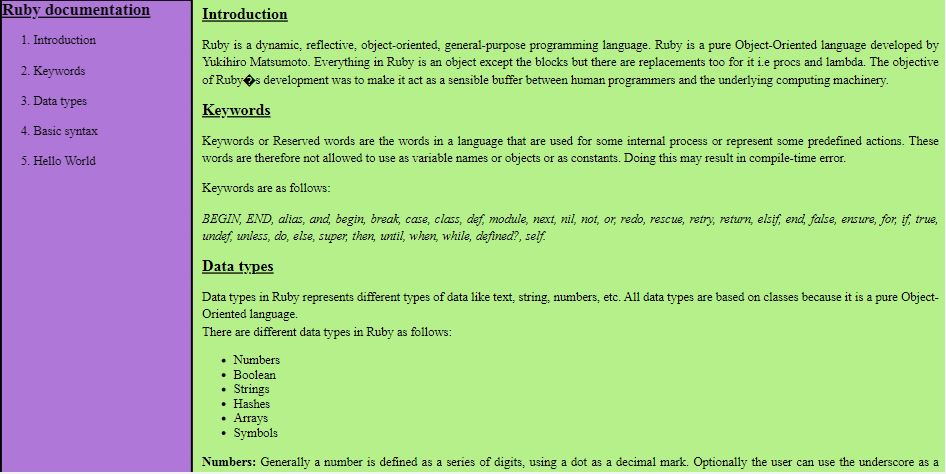 Ruby documentation
1. Introduction
2. Keywords
3. Data types
4. Basic syntax
5. Hello World
Introduction
Ruby is a dynamic, reflective, object-oriented, general-purpose programming language. Ruby is a pure Object-Oriented language developed by
Yukihiro Matsumoto. Everything in Ruby is an object except the blocks but there are replacements too for it i.e procs and lambda. The objective
of Ruby�s development was to make it act as a sensible buffer between human programmers and the underlying computing machinery.
Keywords
Keywords or Reserved words are the words in a language that are used for some internal process or represent some predefined actions. These
words are therefore not allowed to use as variable names or objects or as constants. Doing this may result in compile-time error.
Keywords are as follows:
BEGIN, END, alias, and, begin, break, case, class, def, module, next, nil, not, or, redo, rescue, retry, return, elsif, end, false, ensure, for, if, true,
undef, unless, do, else, super, then, until, when, while, defined?, self.
Data types
Data types in Ruby represents different types of data like text, string, numbers, etc. All data types are based on classes because it is a pure Object-
Oriented language.
There are different data types in Ruby as follows:
• Numbers
• Boolean
• Strings
• Hashes
• Arrays
• Symbols
Numbers: Generally a number is defined as a series of digits, using a dot as a decimal mark. Optionally the user can use the underscore as a